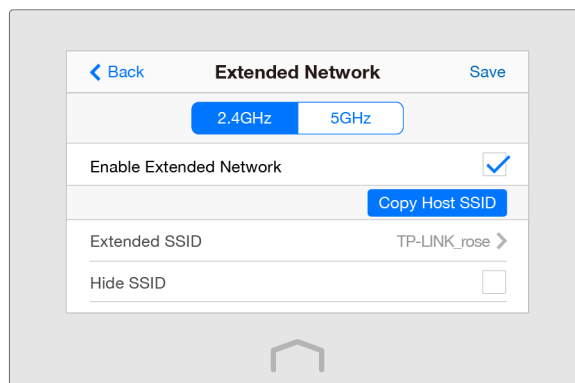 Back Extended Network Save
2.4GHz 5GHz
Enable Extended Network
Copy Host SSID
Extended SSID TP-LINK_rose
Hide SSID